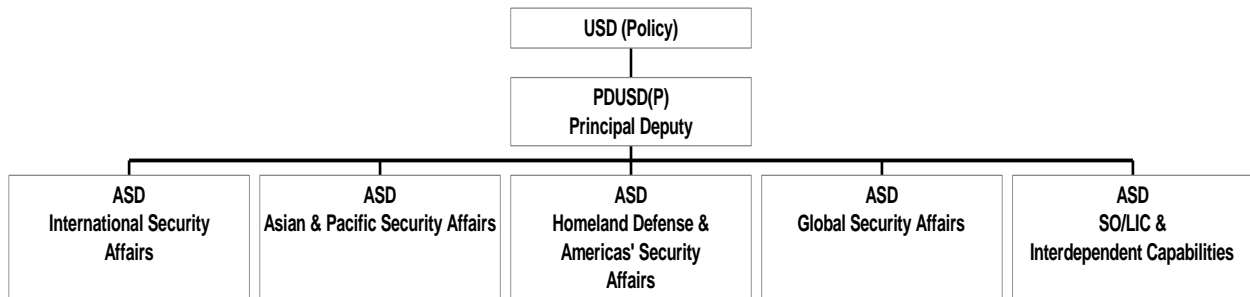 USD (Policy)
PDUSD(P)
Principal Deputy
ASD
International Security
Affairs
ASD
Asian & Pacific Security Affairs
ASD
Homeland Defense &
Americas' Security
Affairs
ASD
Global Security Affairs
ASD
SO/LIC &
Interdependent Capabilities